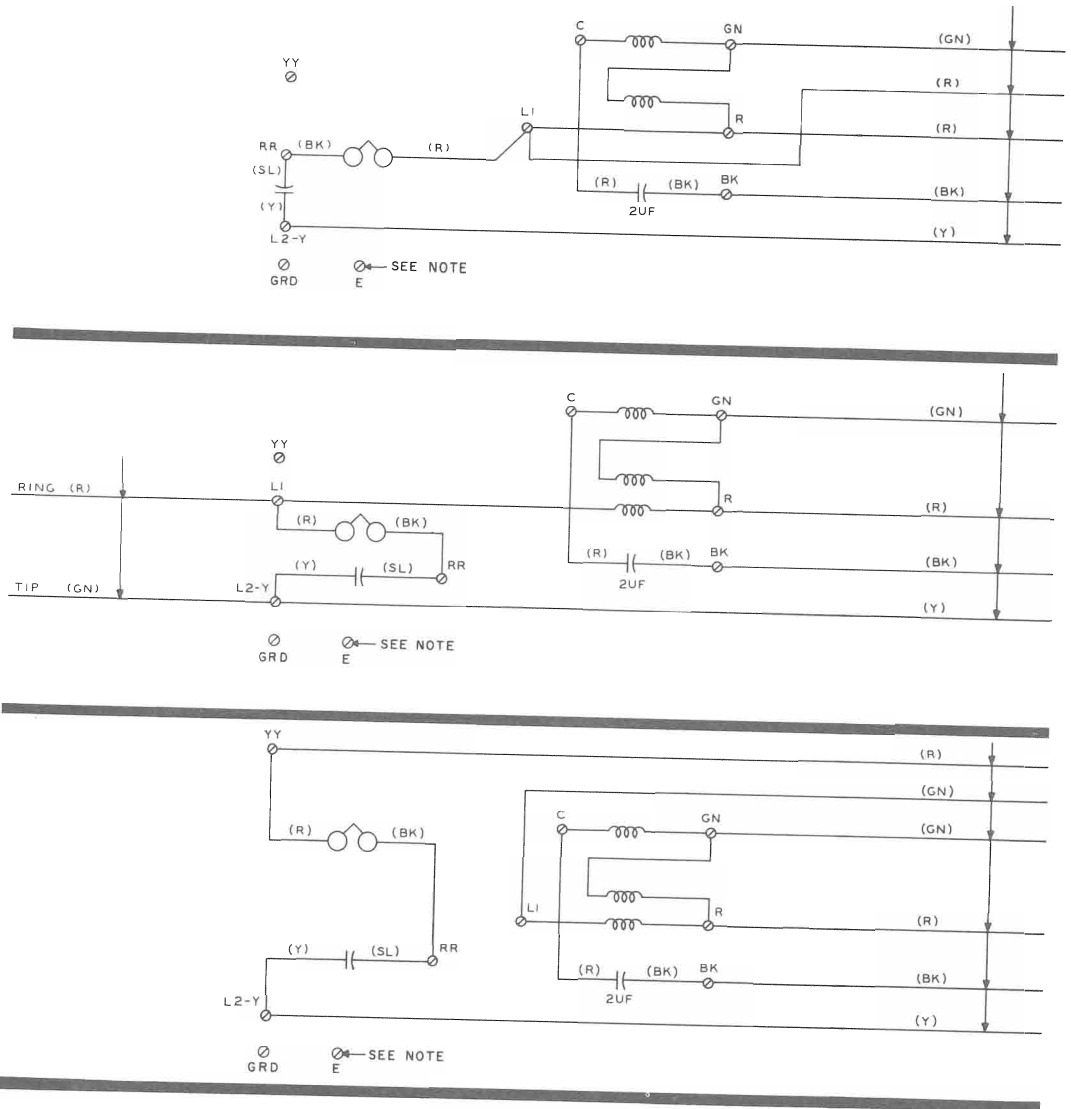 C
GN
(GN)
YY
(R)
L1
R
(R)
RR
(BK)
(R)
(SL)
(R)
(BK)
BK
(BK)
(Y)
2UF
L2-Y
(Y)
GRD
E
SEE NOTE
C
GN
(GN)
YY
RING (R)
L1
R
(R)
(R)
(BK)
(R)
(BK)
BK
(BK)
RR
(Y)
(SL)
2UF
TIP (GN)
L2-Y
(Y)
GRD
E
SEE NOTE
YY
(R)
(GN)
C
GN
(GN)
(R)
(BK)
L1
R
(R)
(Y)
(SL)
RR
(R)
(BK)
BK
(BK)
2UF
L2-Y
(Y)
GRD
E
SEE NOTE